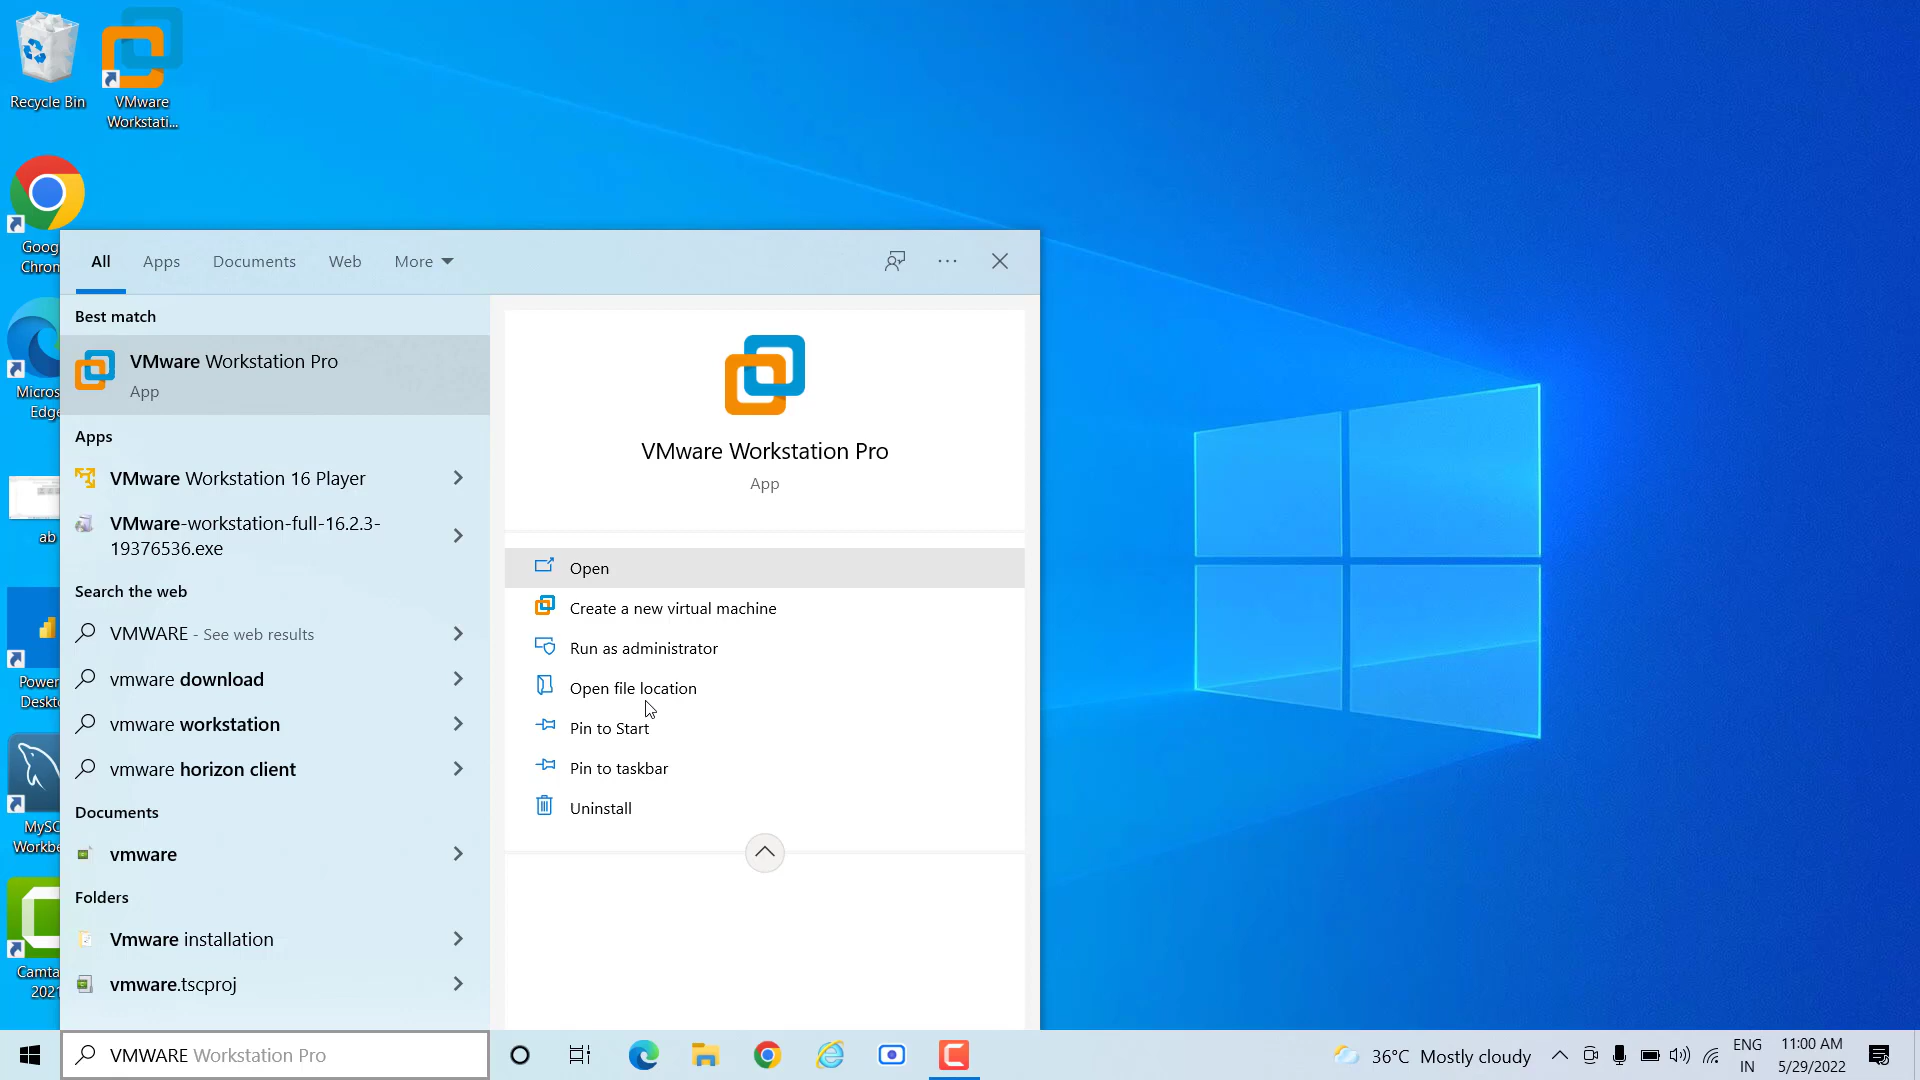 Recycle Bin
VMware
Workstati...
Goog
Chrom
Micros
Edge
ab
Power
Deskto
MySQ
Workbe
Camta
2021
All
Apps
Documents
Web
More
Best match
VMware Workstation Pro
App
Apps
VMware Workstation 16 Player
VMware-workstation-full-16.2.3-
19376536.exe
Search the web
VMWARE - See web results
vmware download
vmware workstation
vmware horizon client
Documents
vmware
Folders
Vmware installation
vmware.tscproj
VMware Workstation Pro
App
Open
Create a new virtual machine
Run as administrator
Open file location
Pin to Start
Pin to taskbar
Uninstall
VMWARE Workstation Pro
36°C Mostly cloudy
ENG
IN
11:00 AM
5/29/2022